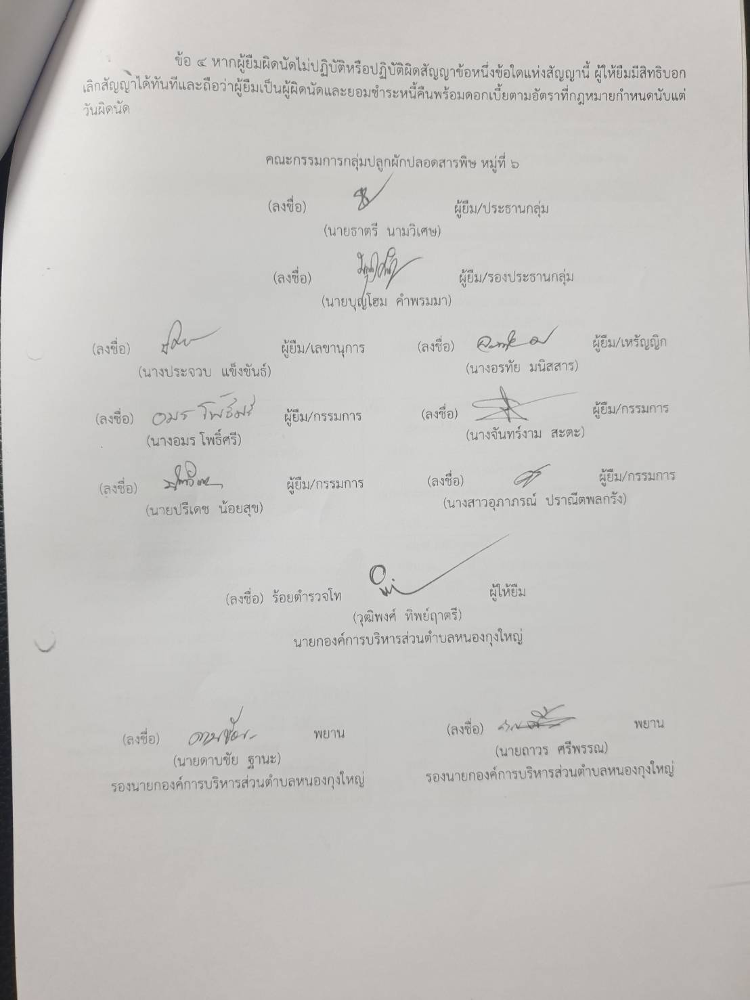 ข้อ ๔ หากผู้ยืมผิดนัดไม่ปฏิบัติหรือปฏิบัติผิดสัญญาข้อหนึ่งข้อใดแห่งสัญญานี้ ผู้ให้ยืมมีสิทธิบอก
เลิกสัญญาได้ทันทีและถือว่าผู้ยืมเป็นผู้ผิดนัดและยอมชำระหนี้คืนพร้อมดอกเบี้ยตามอัตราที่กฎหมายกำหนดนับแต่
วันผิดนัด
คณะกรรมการกลุ่มปลูกผักปลอดสารพิษ หมู่ที่ ๖
(ลงชื่อ) ผู้ยืม/ประธานกลุ่ม
(นายธาตรี นามวิเศษ)
(ลงชื่อ) ผู้ยืม/รองประธานกลุ่ม
(นายบุญโฮม คำพรมมา)
(ลงชื่อ) ผู้ยืม/เลขานุการ (ลงชื่อ) ผู้ยืม/เหรัญญิก
(นางประจวบ แข็งขันธ์) (นางอรทัย มนิสสาร)
(ลงชื่อ) อมร โพธิ์ศรี ผู้ยืม/กรรมการ (ลงชื่อ) ผู้ยืม/กรรมการ
(นางอมร โพธิ์ศรี) (นางจันทร์งาม สะตะ)
(ลงชื่อ) ผู้ยืม/กรรมการ (ลงชื่อ) ผู้ยืม/กรรมการ
(นายปรีเดช น้อยสุข) (นางสาวอุภาภรณ์ ปราณีตพลกรัง)
(ลงชื่อ) ร้อยตำรวจโท ผู้ให้ยืม
(วุฒิพงศ์ ทิพย์ฤาตรี)
นายกองค์การบริหารส่วนตำบลหนองกุงใหญ่
(ลงชื่อ) ดาบชัย พยาน (ลงชื่อ) พยาน
(นายดาบชัย ฐานะ) (นายถาวร ศรีพรรณ)
รองนายกองค์การบริหารส่วนตำบลหนองกุงใหญ่ รองนายกองค์การบริหารส่วนตำบลหนองกุงใหญ่